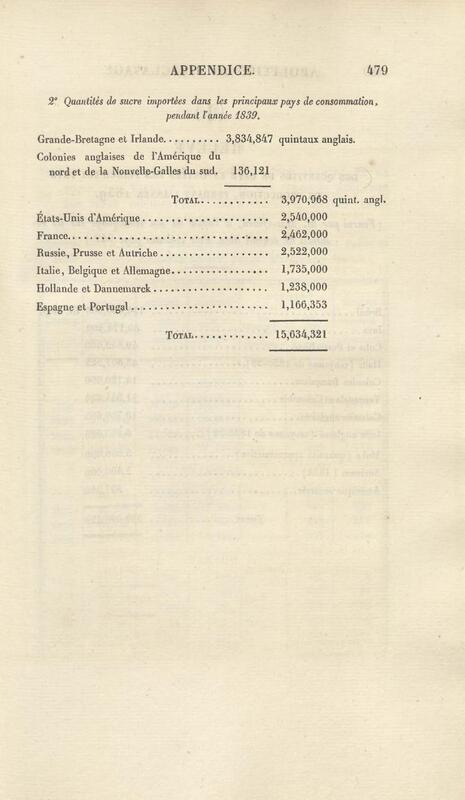 APPENDICE. 479
2° Quantités de sucre importées dans les principaux pays de consommation,
pendant l'année 1839.
Grande-Bretagne et Irlande.......... 3,834,847 quintaux anglais.
Colonies anglaises de l'Amérique du
nord et de la Nouvelle-Galles du sud. 136,121
TOTAL............ 3,970,968 quint. angl.
États-Unis d'Amérique...................... 2,540,000
France................................... 2,462,000
Russie, Prusse et Autriche................... 2,522,000
Italie, Belgique et Allemagne................. 1,735,000
Hollande et Dannemarck.................... 1,238,000
Espagne et Portugal........................ 1,166,353
TOTAL............. 15,634,321